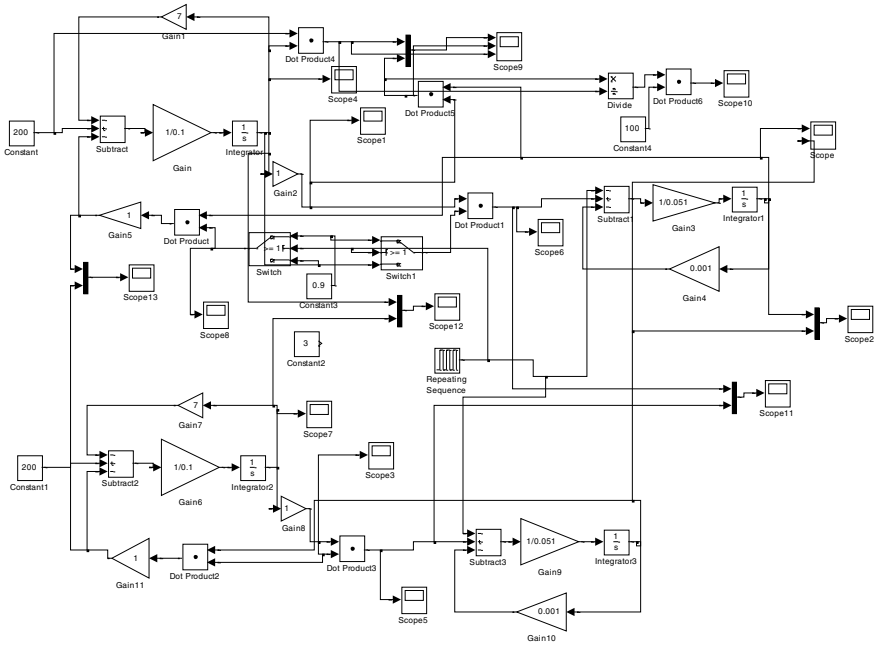 7
Gain1
Dot Product4
Scope9
Scope4
Dot Product5
×
÷
Divide
Dot Product6
Scope10
200
Constant
Subtract
1/0.1
Gain
1
s
Integrator
Scope1
100
Constant4
Scope
1
Gain2
1
Gain5
Dot Product
Dot Product1
Scope6
Subtract1
1/0.051
Gain3
1
s
Integrator1
>= 1
Switch
>= 1
Switch1
0.001
Gain4
Scope13
0.9
Constant3
Scope8
Scope12
Scope2
3
Constant2
Repeating
Sequence
Scope11
7
Gain7
Scope7
200
Constant1
Subtract2
1/0.1
Gain6
1
s
Integrator2
Scope3
1
Gain8
1
Gain11
Dot Product2
Dot Product3
Subtract3
1/0.051
Gain9
1
s
Integrator3
Scope5
0.001
Gain10